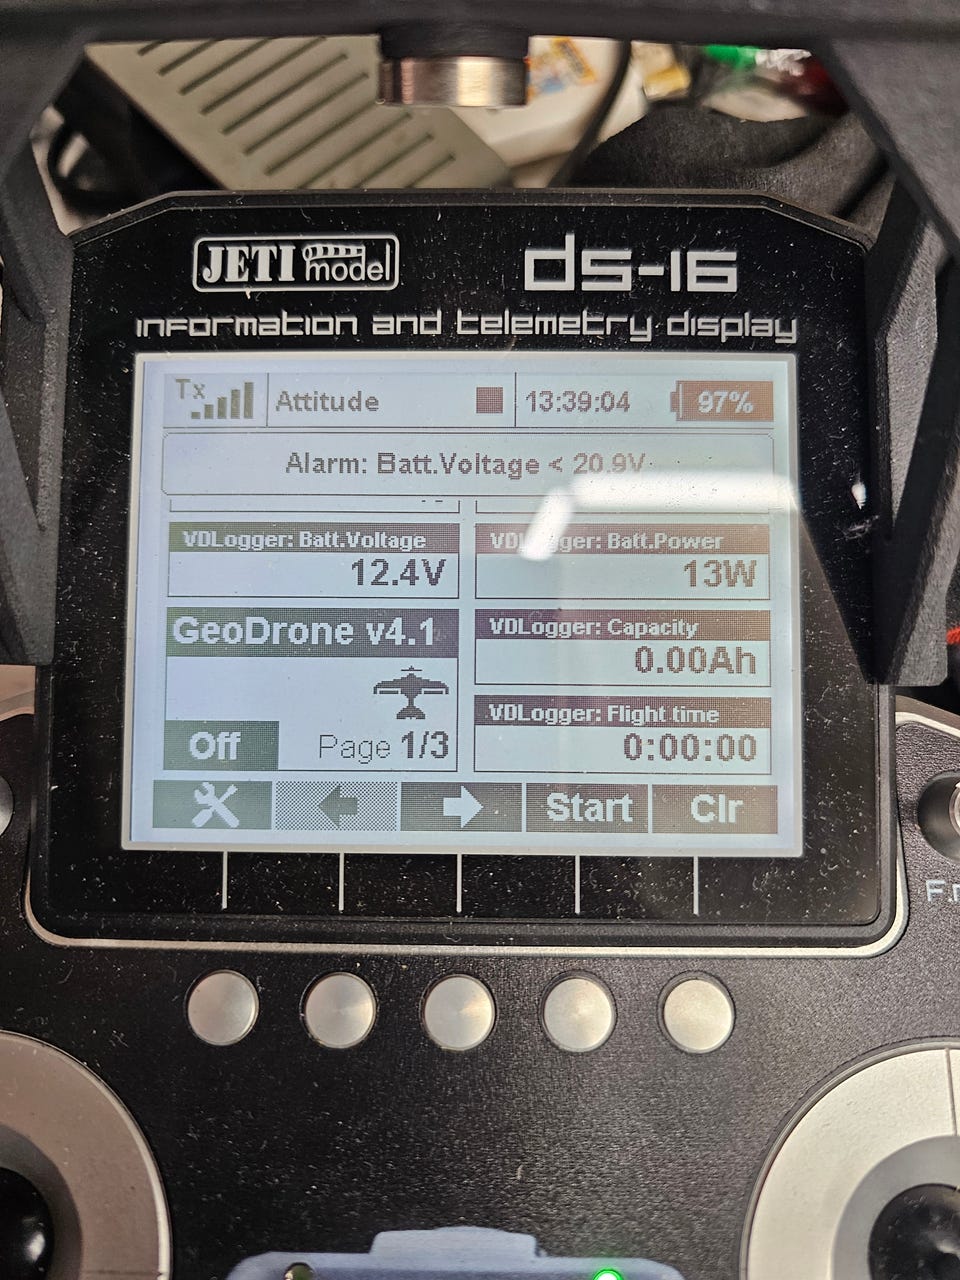 JETI model
ds-16
information and telemetry display
Tx Attitude 13:39:04 97%
Alarm: Batt.Voltage < 20.9V
VDLogger: Batt.Voltage
12.4V
VDLogger: Batt.Power
13W
GeoDrone v4.1
Off
Page 1/3
VDLogger: Capacity
0.00Ah
VDLogger: Flight time
0:00:00
Start
Clr